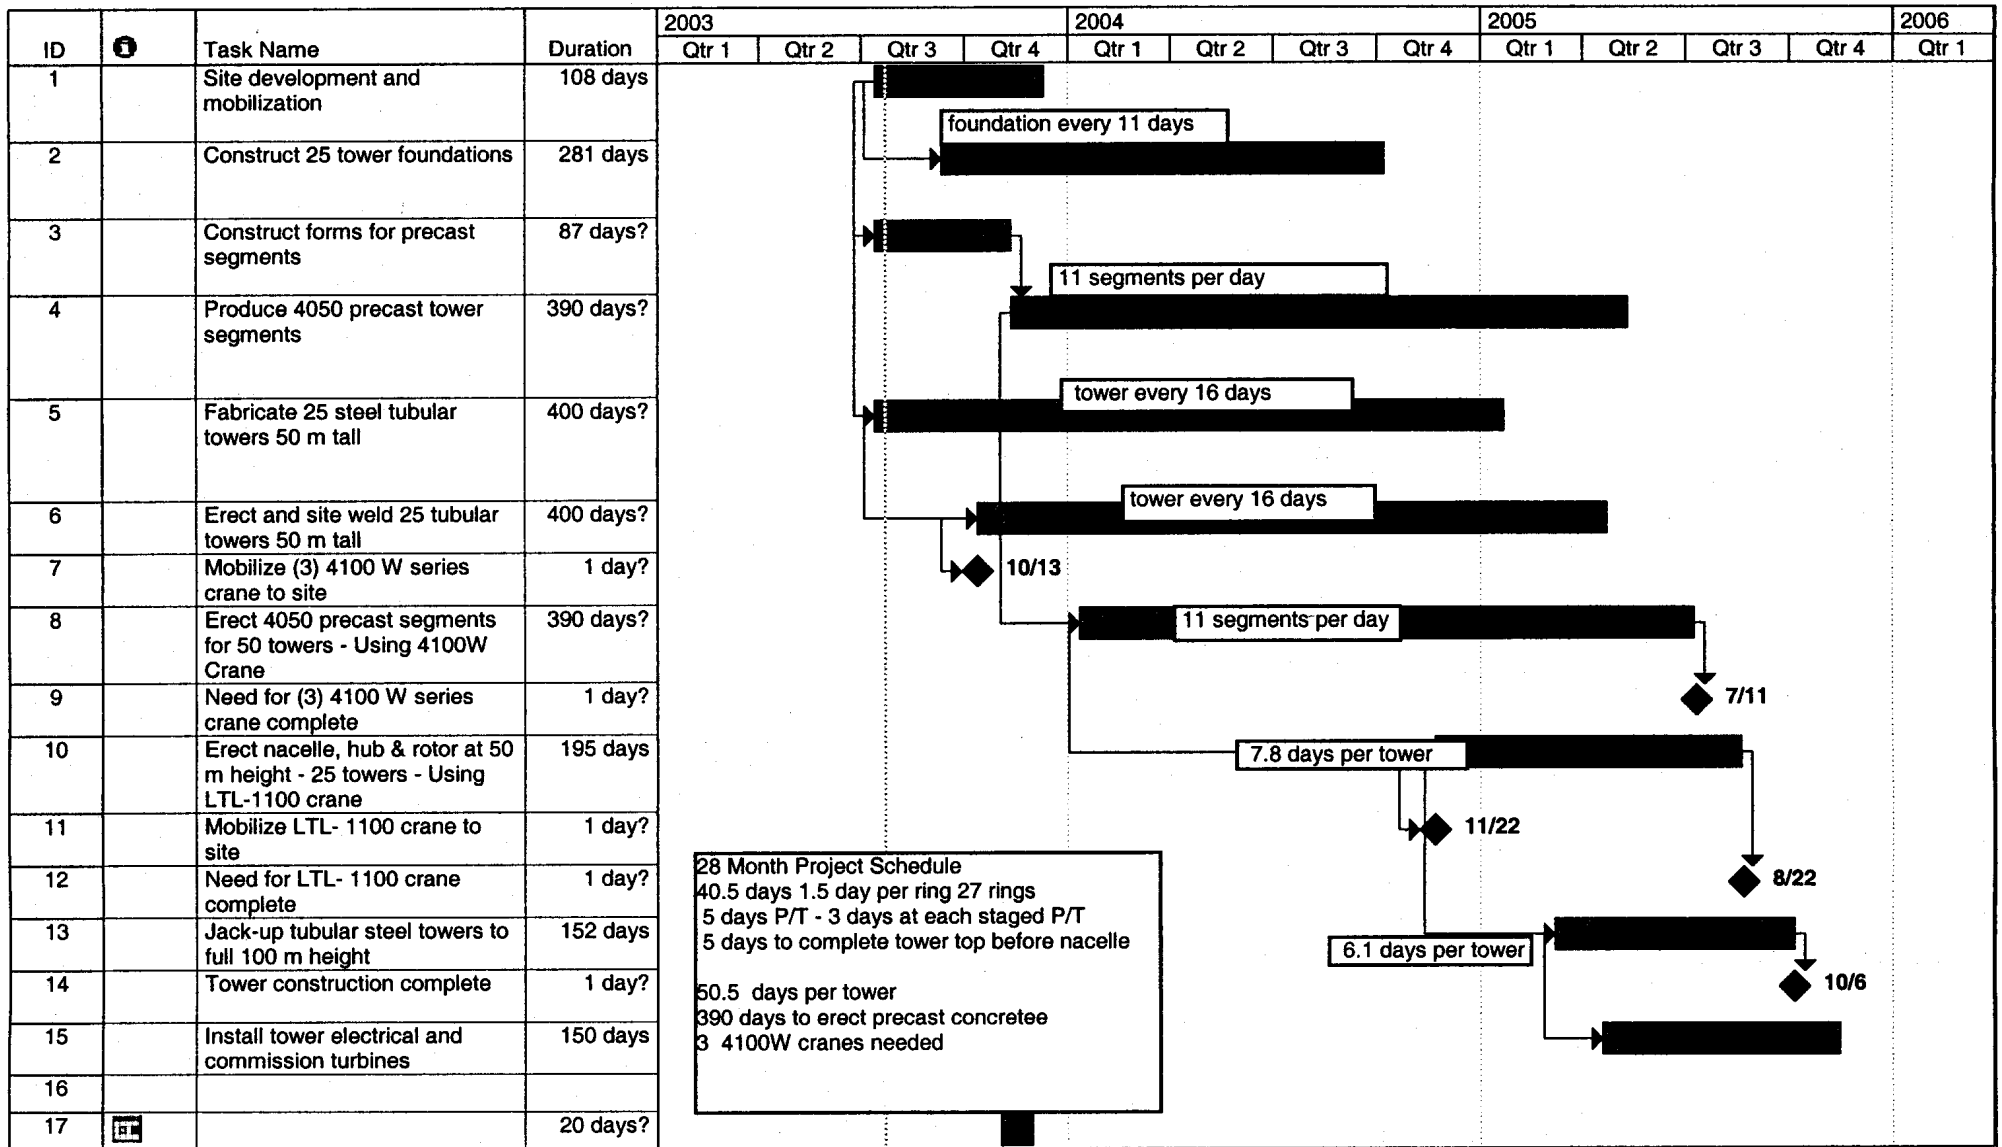 2003 2004 2005 2006
ID Task Name Duration Qtr 1 Qtr 2 Qtr 3 Qtr 4 Qtr 1 Qtr 2 Qtr 3 Qtr 4 Qtr 1 Qtr 2 Qtr 3 Qtr 4 Qtr 1
1 Site development and 108 days
mobilization
foundation every 11 days
2 Construct 25 tower foundations 281 days
3 Construct forms for precast 87 days?
segments
11 segments per day
4 Produce 4050 precast tower 390 days?
segments
tower every 16 days
5 Fabricate 25 steel tubular 400 days?
towers 50 m tall
tower every 16 days
6 Erect and site weld 25 tubular 400 days?
towers 50 m tall
7 Mobilize (3) 4100 W series 1 day? 10/13
crane to site
8 Erect 4050 precast segments 390 days? 11 segments per day
for 50 towers - Using 4100W
Crane
9 Need for (3) 4100 W series 1 day? 7/11
crane complete
10 Erect nacelle, hub & rotor at 50 195 days 7.8 days per tower
m height - 25 towers - Using
LTL-1100 crane
11 Mobilize LTL- 1100 crane to 1 day? 11/22
site
12 Need for LTL- 1100 crane 1 day? 8/22
complete
13 Jack-up tubular steel towers to 152 days 6.1 days per tower
full 100 m height
14 Tower construction complete 1 day? 10/6
15 Install tower electrical and 150 days
commission turbines
16
17 20 days?
28 Month Project Schedule
40.5 days 1.5 day per ring 27 rings
5 days P/T - 3 days at each staged P/T
5 days to complete tower top before nacelle
50.5 days per tower
390 days to erect precast concretee
3 4100W cranes needed